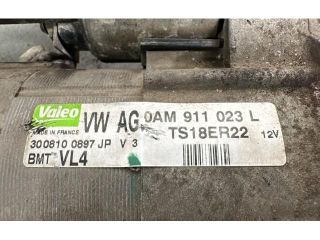 Valeo VW AG 0AM 911 023 L
MADE IN FRANCE TS18ER22 12V
300810 0897 JP V 3
BMT VL4